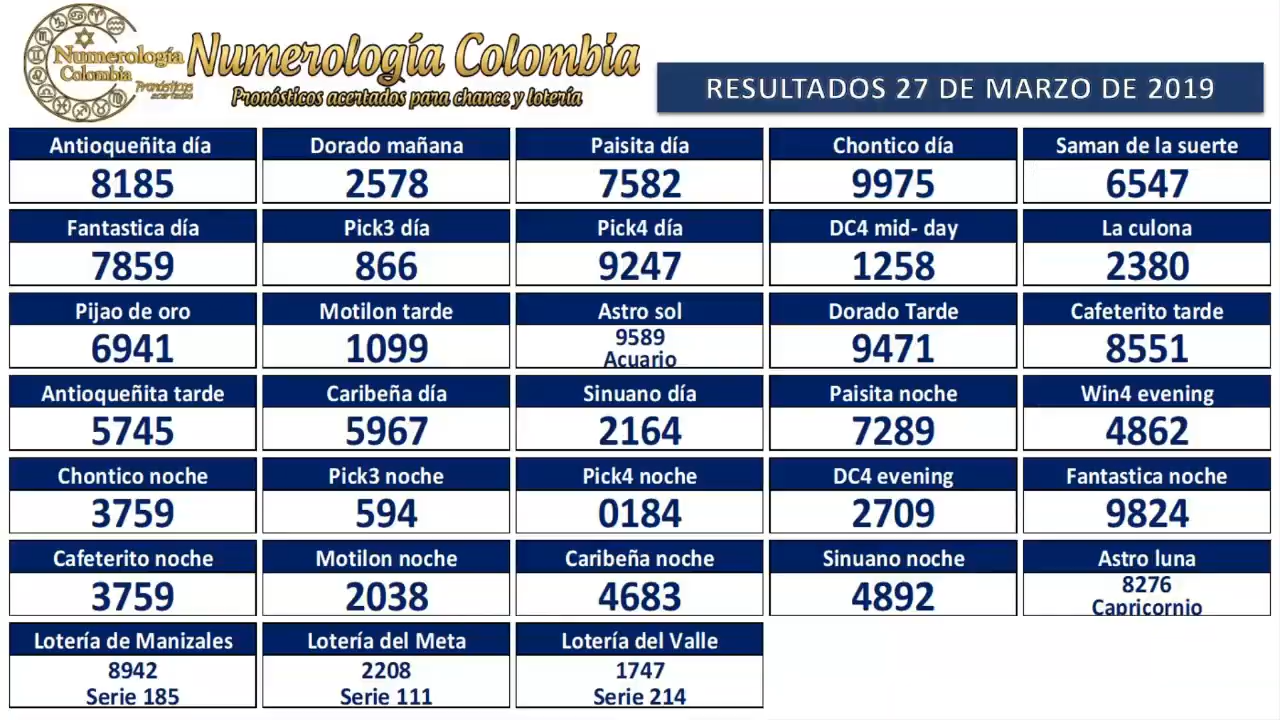 Numerología
Colombia
Pronósticos
acertados
Numerología Colombia
Pronósticos acertados para chance y lotería
RESULTADOS 27 DE MARZO DE 2019
Antioqueñita día
8185
Dorado mañana
2578
Paisita día
7582
Chontico día
9975
Saman de la suerte
6547
Fantastica día
7859
Pick3 día
866
Pick4 día
9247
DC4 mid- day
1258
La culona
2380
Pijao de oro
6941
Motilon tarde
1099
Astro sol
9589
Acuario
Dorado Tarde
9471
Cafeterito tarde
8551
Antioqueñita tarde
5745
Caribeña día
5967
Sinuano día
2164
Paisita noche
7289
Win4 evening
4862
Chontico noche
3759
Pick3 noche
594
Pick4 noche
0184
DC4 evening
2709
Fantastica noche
9824
Cafeterito noche
3759
Motilon noche
2038
Caribeña noche
4683
Sinuano noche
4892
Astro luna
8276
Capricornio
Lotería de Manizales
8942
Serie 185
Lotería del Meta
2208
Serie 111
Lotería del Valle
1747
Serie 214